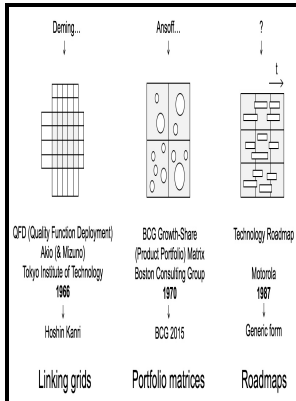 Deming...
Ansoff...
?
t
QFD (Quality Function Deployment)
Akio (& Mizuno)
Tokyo Institute of Technology
1966
BCG Growth-Share
(Product Portfolio) Matrix
Boston Consulting Group
1970
Technology Roadmap
Motorola
1987
Hoshin Kanri
BCG 2015
Generic form
Linking grids
Portfolio matrices
Roadmaps